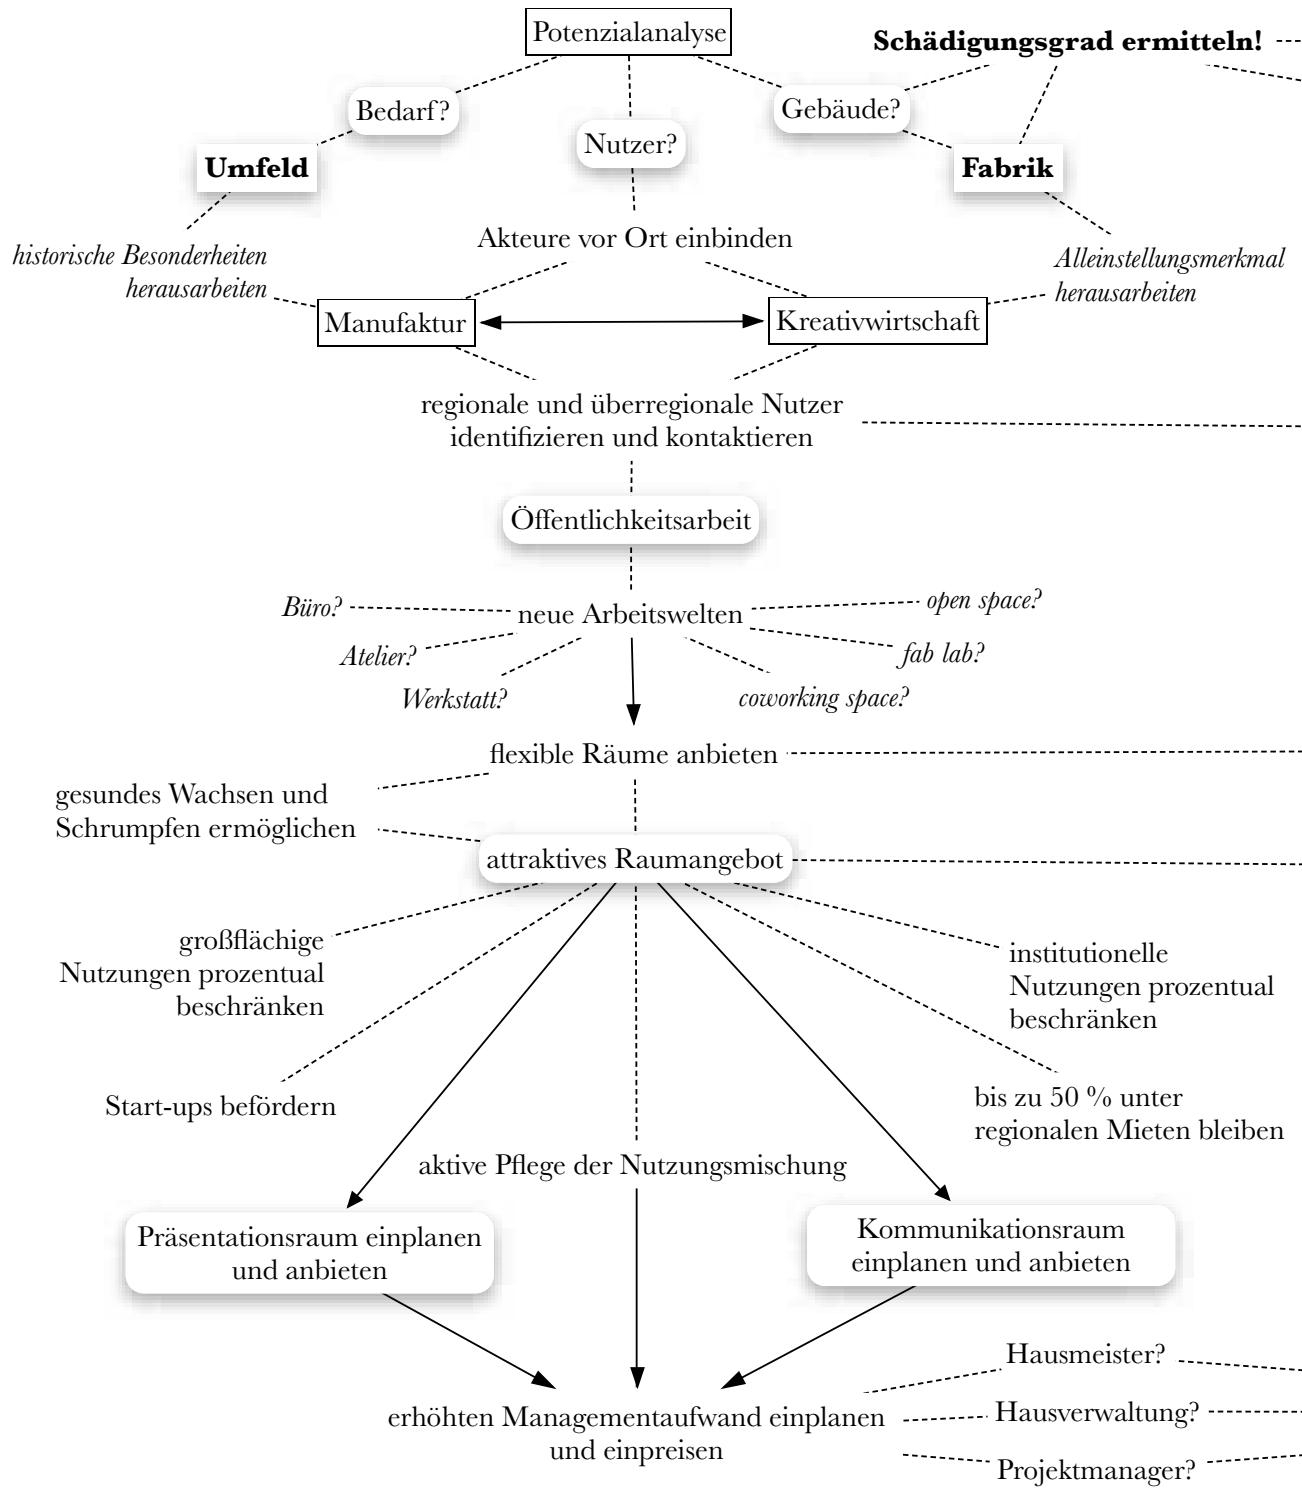 Potenzialanalyse
Schädigungsgrad ermitteln!
Bedarf?
Gebäude?
Nutzer?
Umfeld
Fabrik
Akteure vor Ort einbinden
historische Besonderheiten
herausarbeiten
Alleinstellungsmerkmal
herausarbeiten
Manufaktur
Kreativwirtschaft
regionale und überregionale Nutzer
identifizieren und kontaktieren
Öffentlichkeitsarbeit
Büro?
neue Arbeitswelten
open space?
Atelier?
fab lab?
Werkstatt?
coworking space?
flexible Räume anbieten
gesundes Wachsen und
Schrumpfen ermöglichen
attraktives Raumangebot
großflächige
Nutzungen prozentual
beschränken
institutionelle
Nutzungen prozentual
beschränken
Start-ups befördern
bis zu 50 % unter
regionalen Mieten bleiben
aktive Pflege der Nutzungsmischung
Präsentationsraum einplanen
und anbieten
Kommunikationsraum
einplanen und anbieten
Hausmeister?
erhöhten Managementaufwand einplanen
und einpreisen
Hausverwaltung?
Projektmanager?